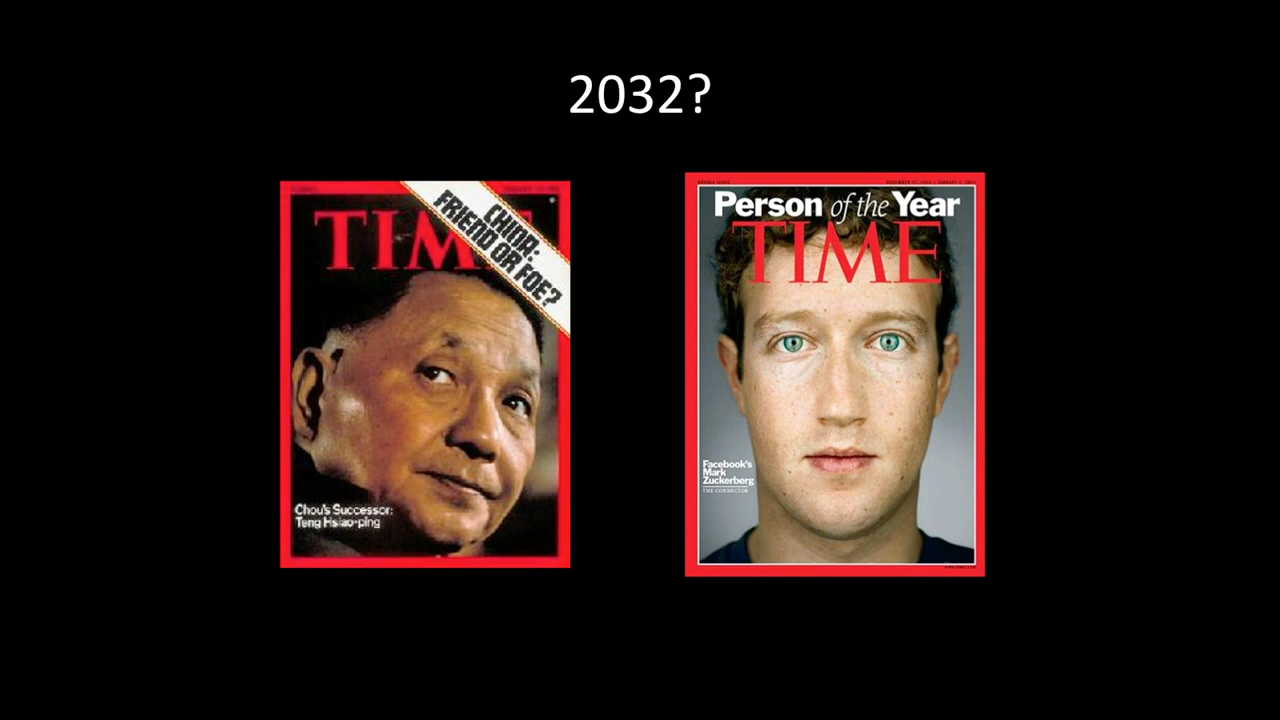 2032?
TIME
CHINA:
FRIEND OR FOE?
Chou's Successor:
Teng Hsiao-ping
Person of the Year
TIME
Facebook's
Mark
Zuckerberg
THE CONNECTOR